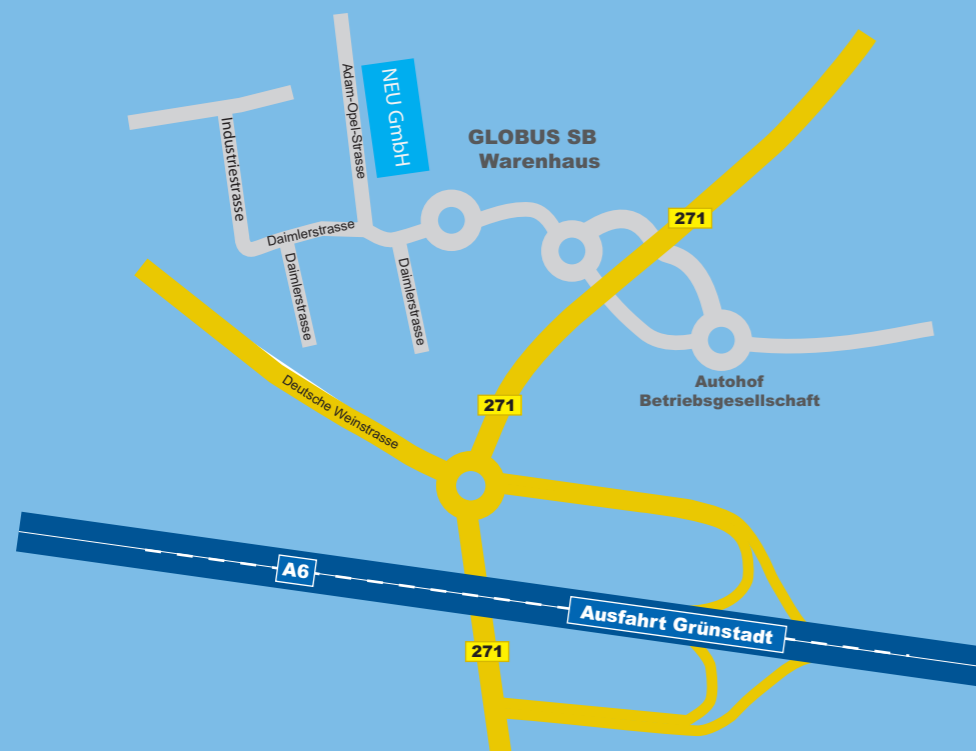 Adam-Opel-Strasse
NEU GmbH
Industriestrasse
GLOBUS SB
Warenhaus
271
Daimlerstrasse
Daimlerstrasse
Daimlerstrasse
Autohof
Betriebsgesellschaft
Deutsche Weinstrasse
271
A6
Ausfahrt Grünstadt
271